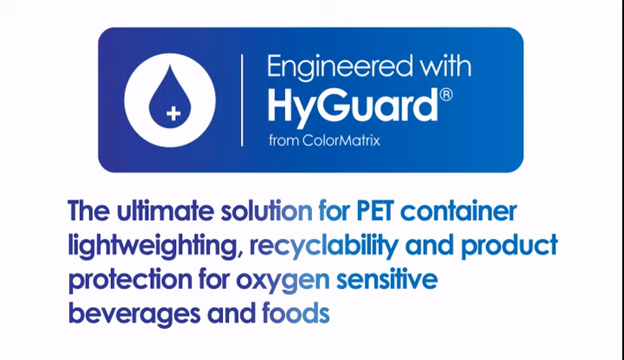 Engineered with
HyGuard®
from ColorMatrix
The ultimate solution for PET container
lightweighting, recyclability and product
protection for oxygen sensitive
beverages and foods